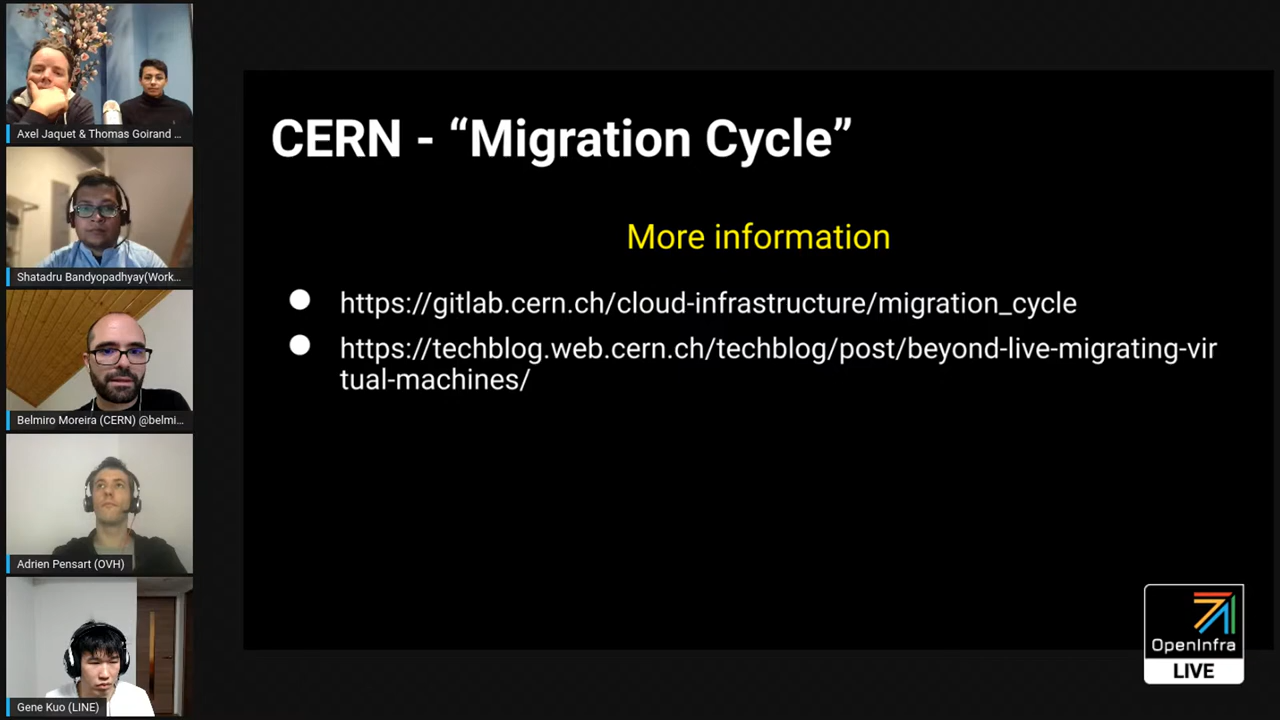 Axel Jaquet & Thomas Goirand ...
Shatadru Bandyopadhyay(Work...
Belmiro Moreira (CERN) @belmi...
Adrien Pensart (OVH)
Gene Kuo (LINE)
CERN - “Migration Cycle”
More information
https://gitlab.cern.ch/cloud-infrastructure/migration_cycle
https://techblog.web.cern.ch/techblog/post/beyond-live-migrating-vir
tual-machines/
OpenInfra
LIVE